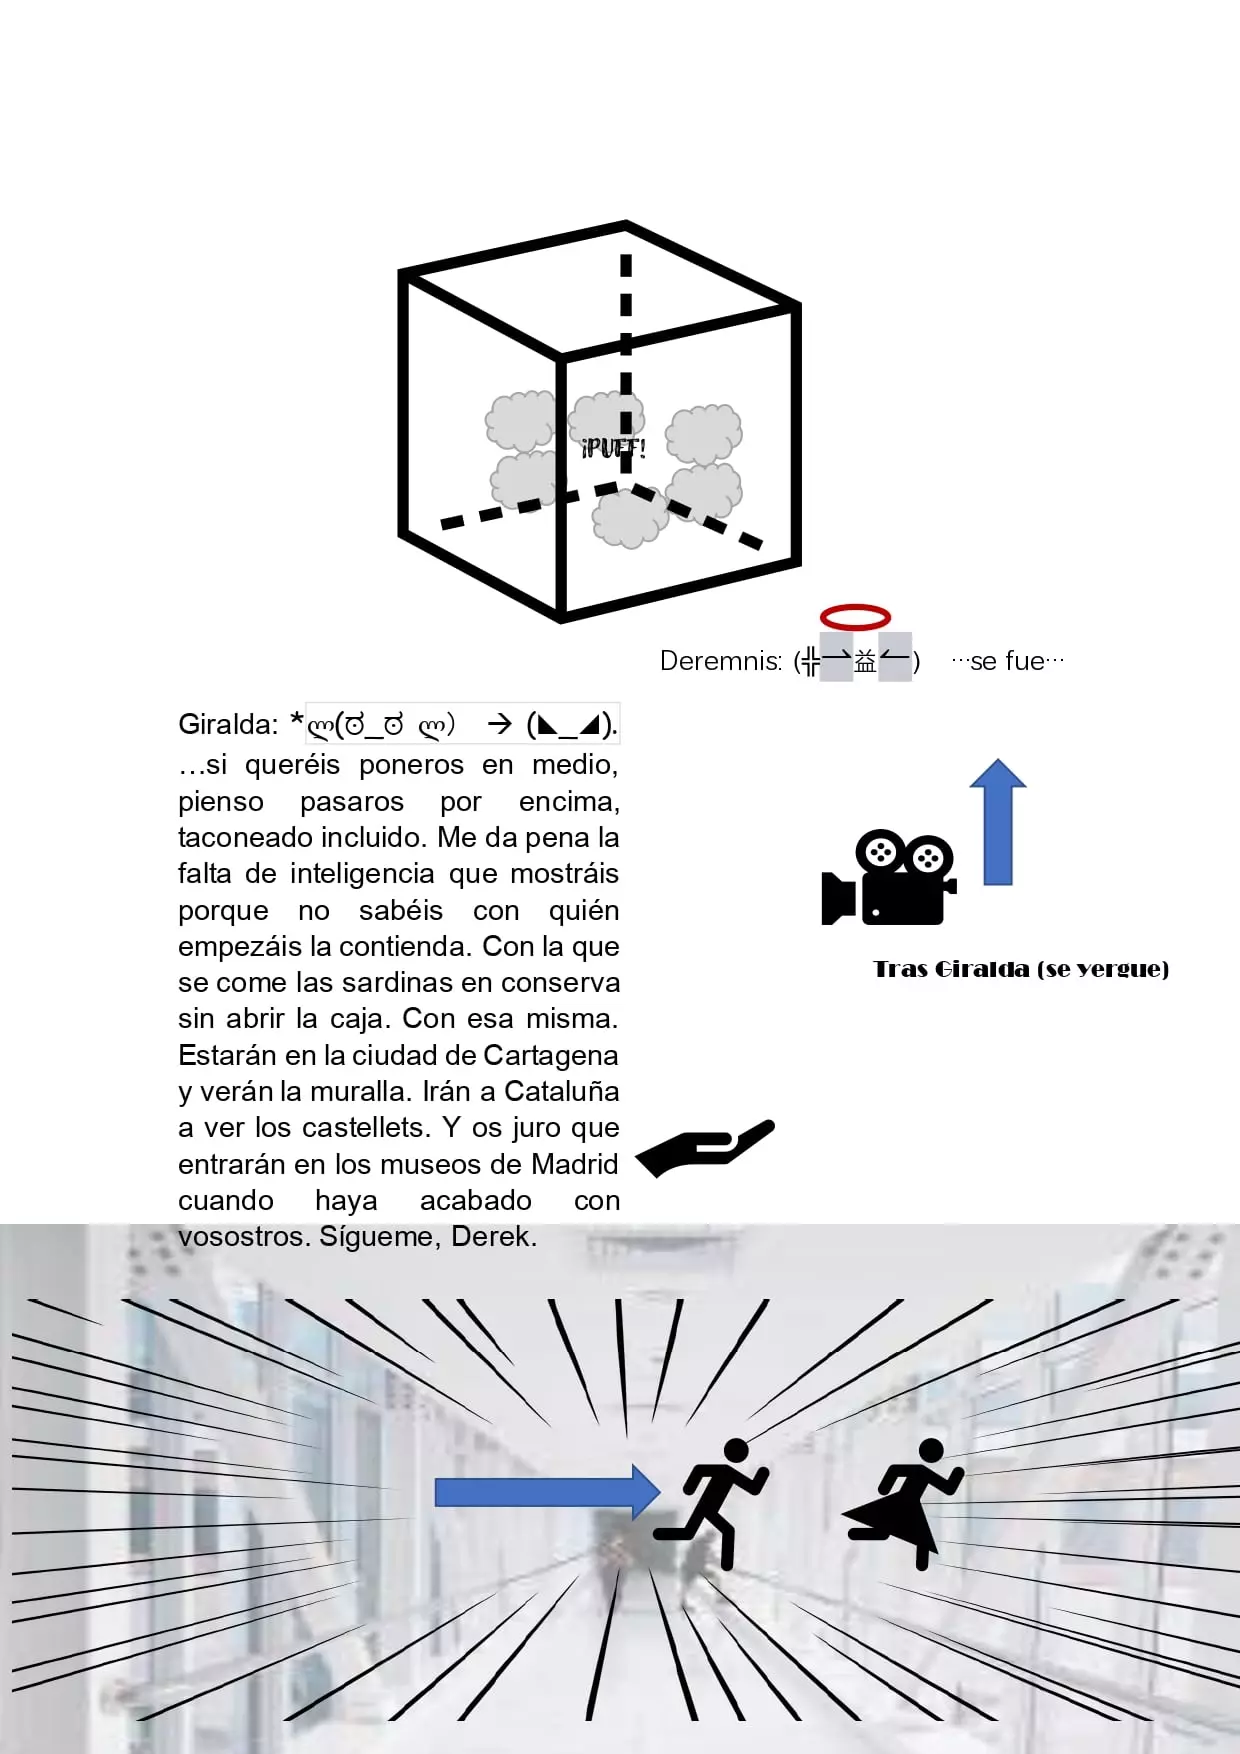 ¡PUFF!
Deremnis: (╬⇀益↼) …se fue…
Giralda: *ლ(ಠ_ಠ ლ) → (◣_◢).
…si queréis poneros en medio,
pienso pasaros por encima,
taconeado incluido. Me da pena la
falta de inteligencia que mostráis
porque no sabéis con quién
empezáis la contienda. Con la que
se come las sardinas en conserva
sin abrir la caja. Con esa misma.
Estarán en la ciudad de Cartagena
y verán la muralla. Irán a Cataluña
a ver los castellets. Y os juro que
entrarán en los museos de Madrid
cuando haya acabado con
vosostros. Sígueme, Derek.
Tras Giralda (se yergue)